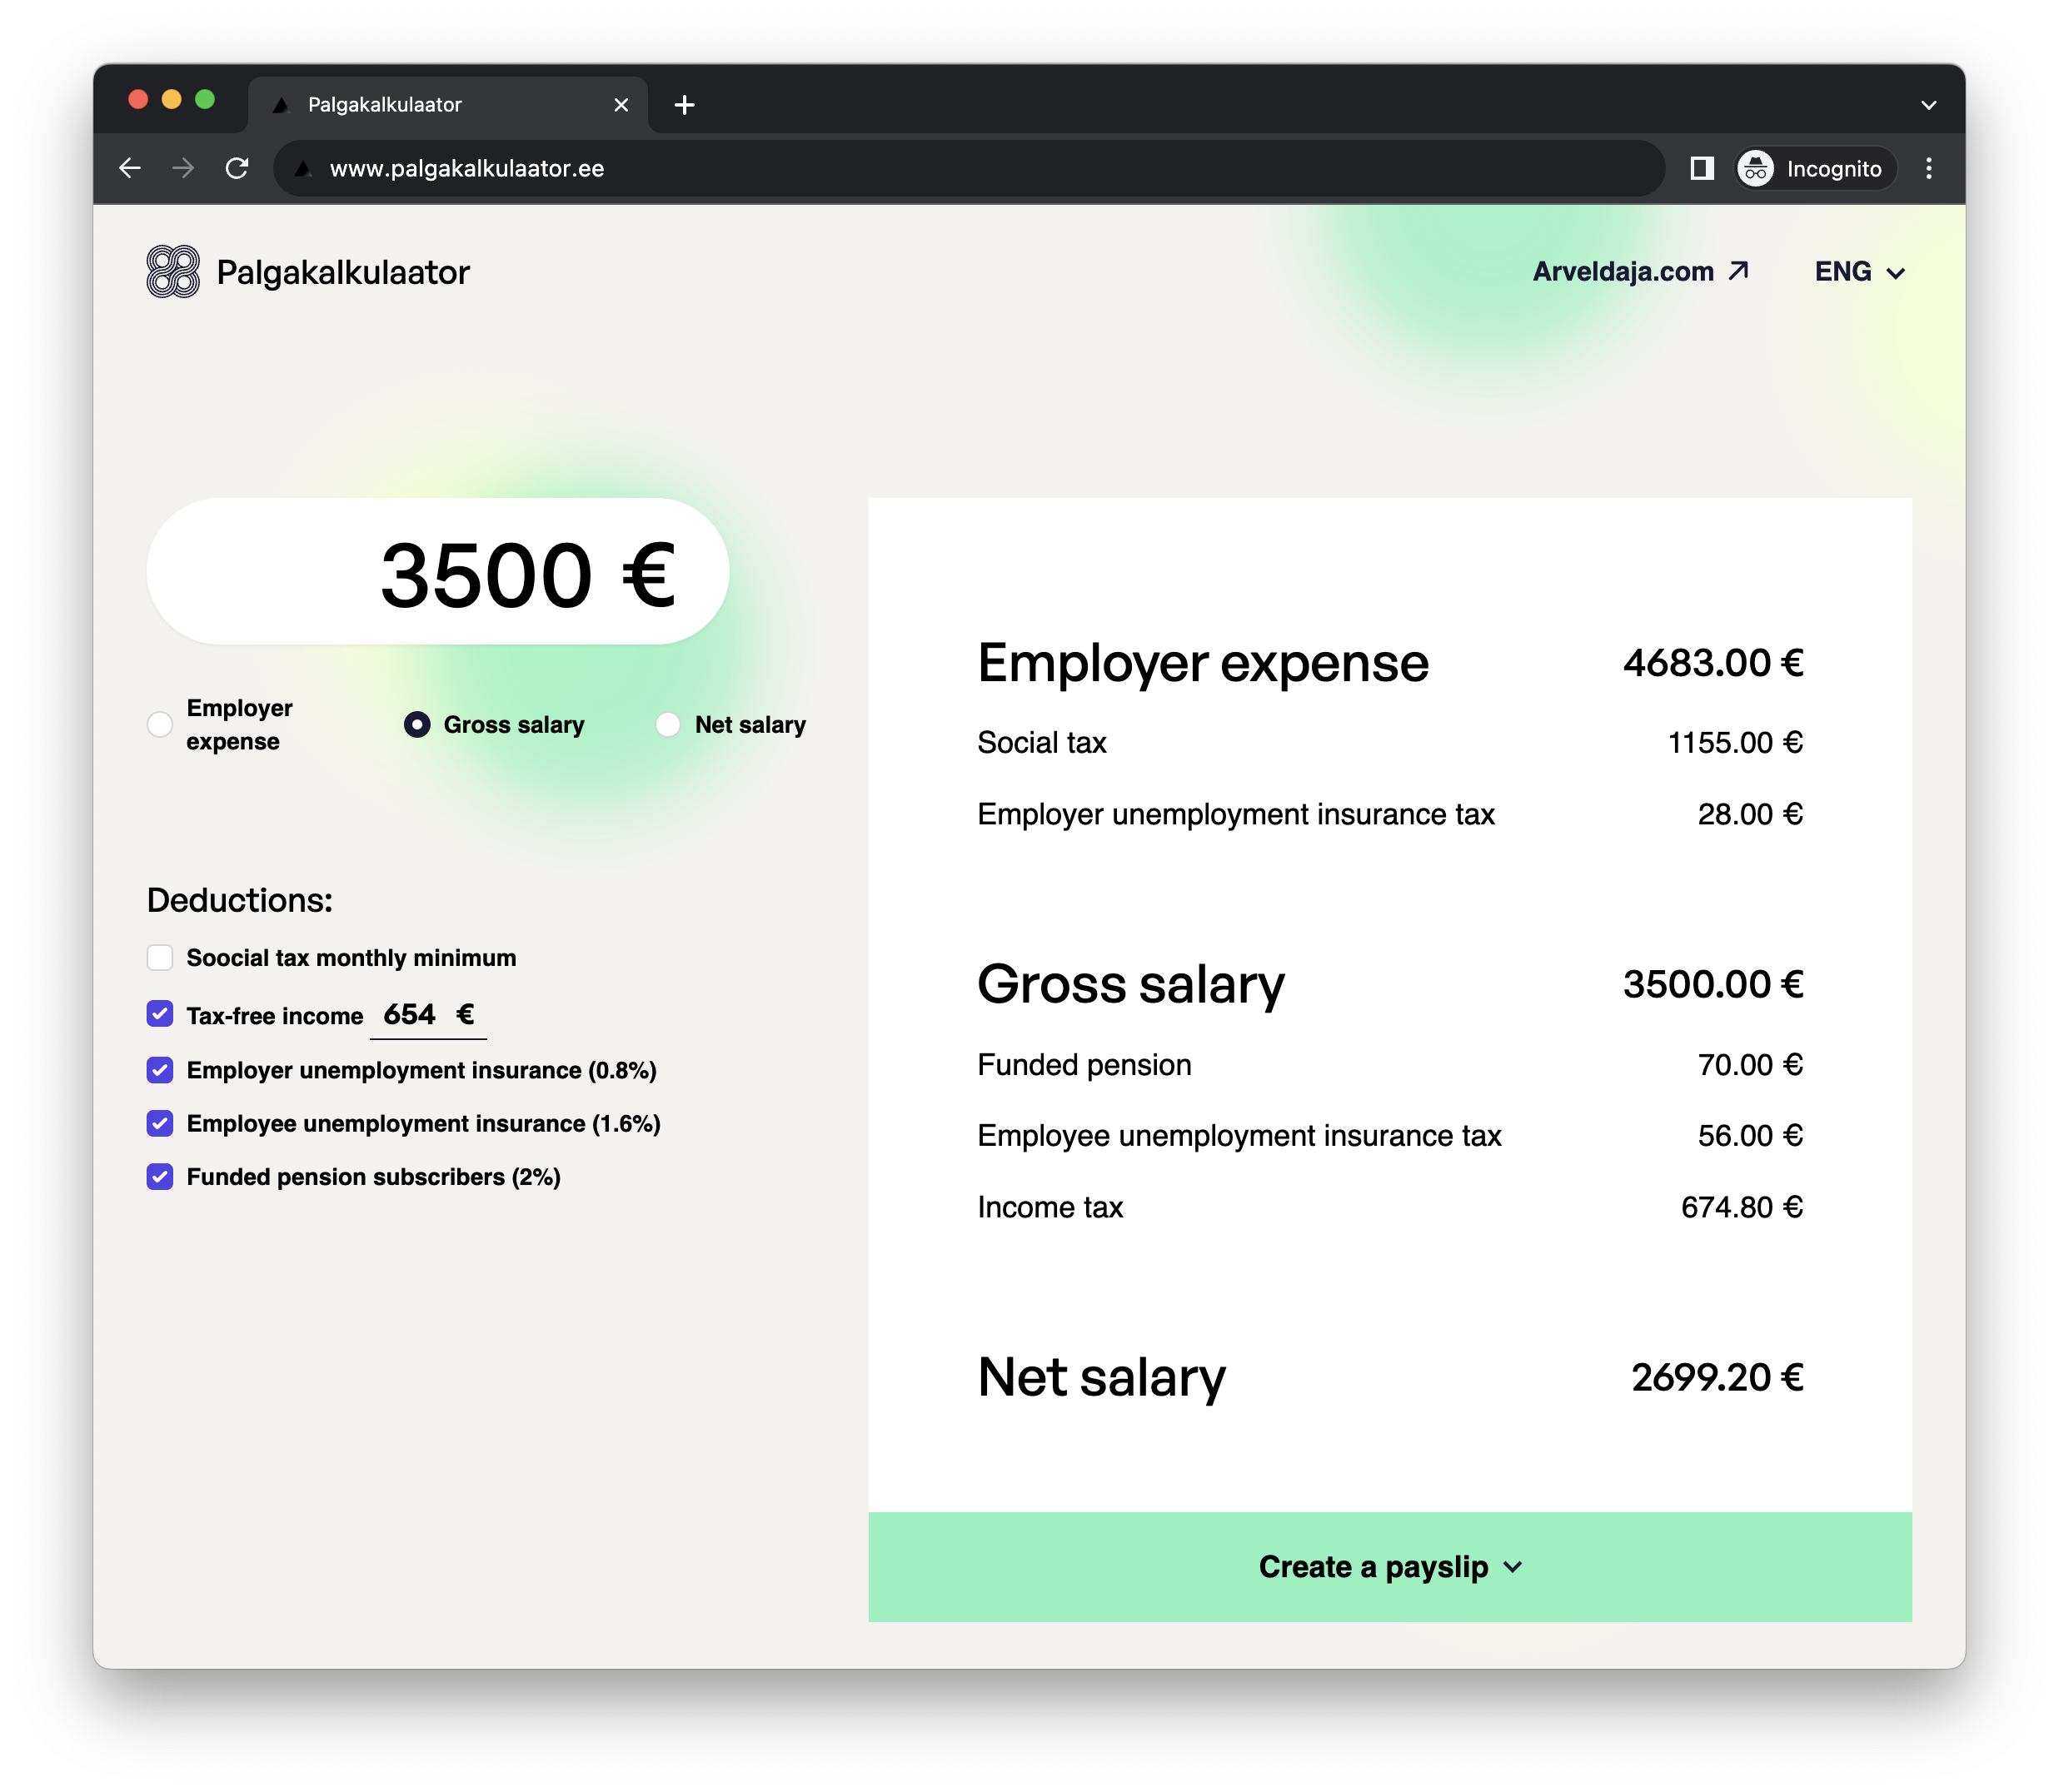 Palgakalkulaator
www.palgakalkulaator.ee
Incognito
Palgakalkulaator
Arveldaja.com
ENG
3500 €
Employer
expense
Gross salary
Net salary
Deductions:
Soocial tax monthly minimum
Tax-free income 654 €
Employer unemployment insurance (0.8%)
Employee unemployment insurance (1.6%)
Funded pension subscribers (2%)
Employer expense 4683.00 €
Social tax 1155.00 €
Employer unemployment insurance tax 28.00 €
Gross salary 3500.00 €
Funded pension 70.00 €
Employee unemployment insurance tax 56.00 €
Income tax 674.80 €
Net salary 2699.20 €
Create a payslip